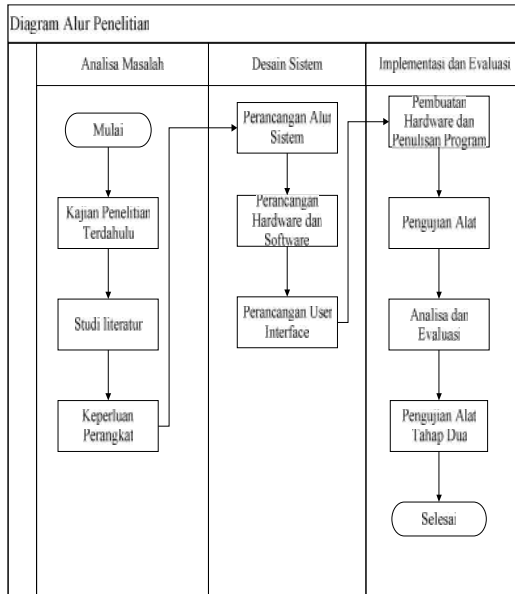 Diagram Alur Penelitian
Analisa Masalah
Desain Sistem
Implementasi dan Evaluasi
Mulai
Kajian Penelitian
Terdahulu
Studi literatur
Keperluan
Perangkat
Perancangan Alur
Sistem
Perancangan
Hardware dan
Software
Perancangan User
Interface
Pembuatan
Hardware dan
Penulisan Program
Pengujian Alat
Analisa dan
Evaluasi
Pengujian Alat
Tahap Dua
Selesai